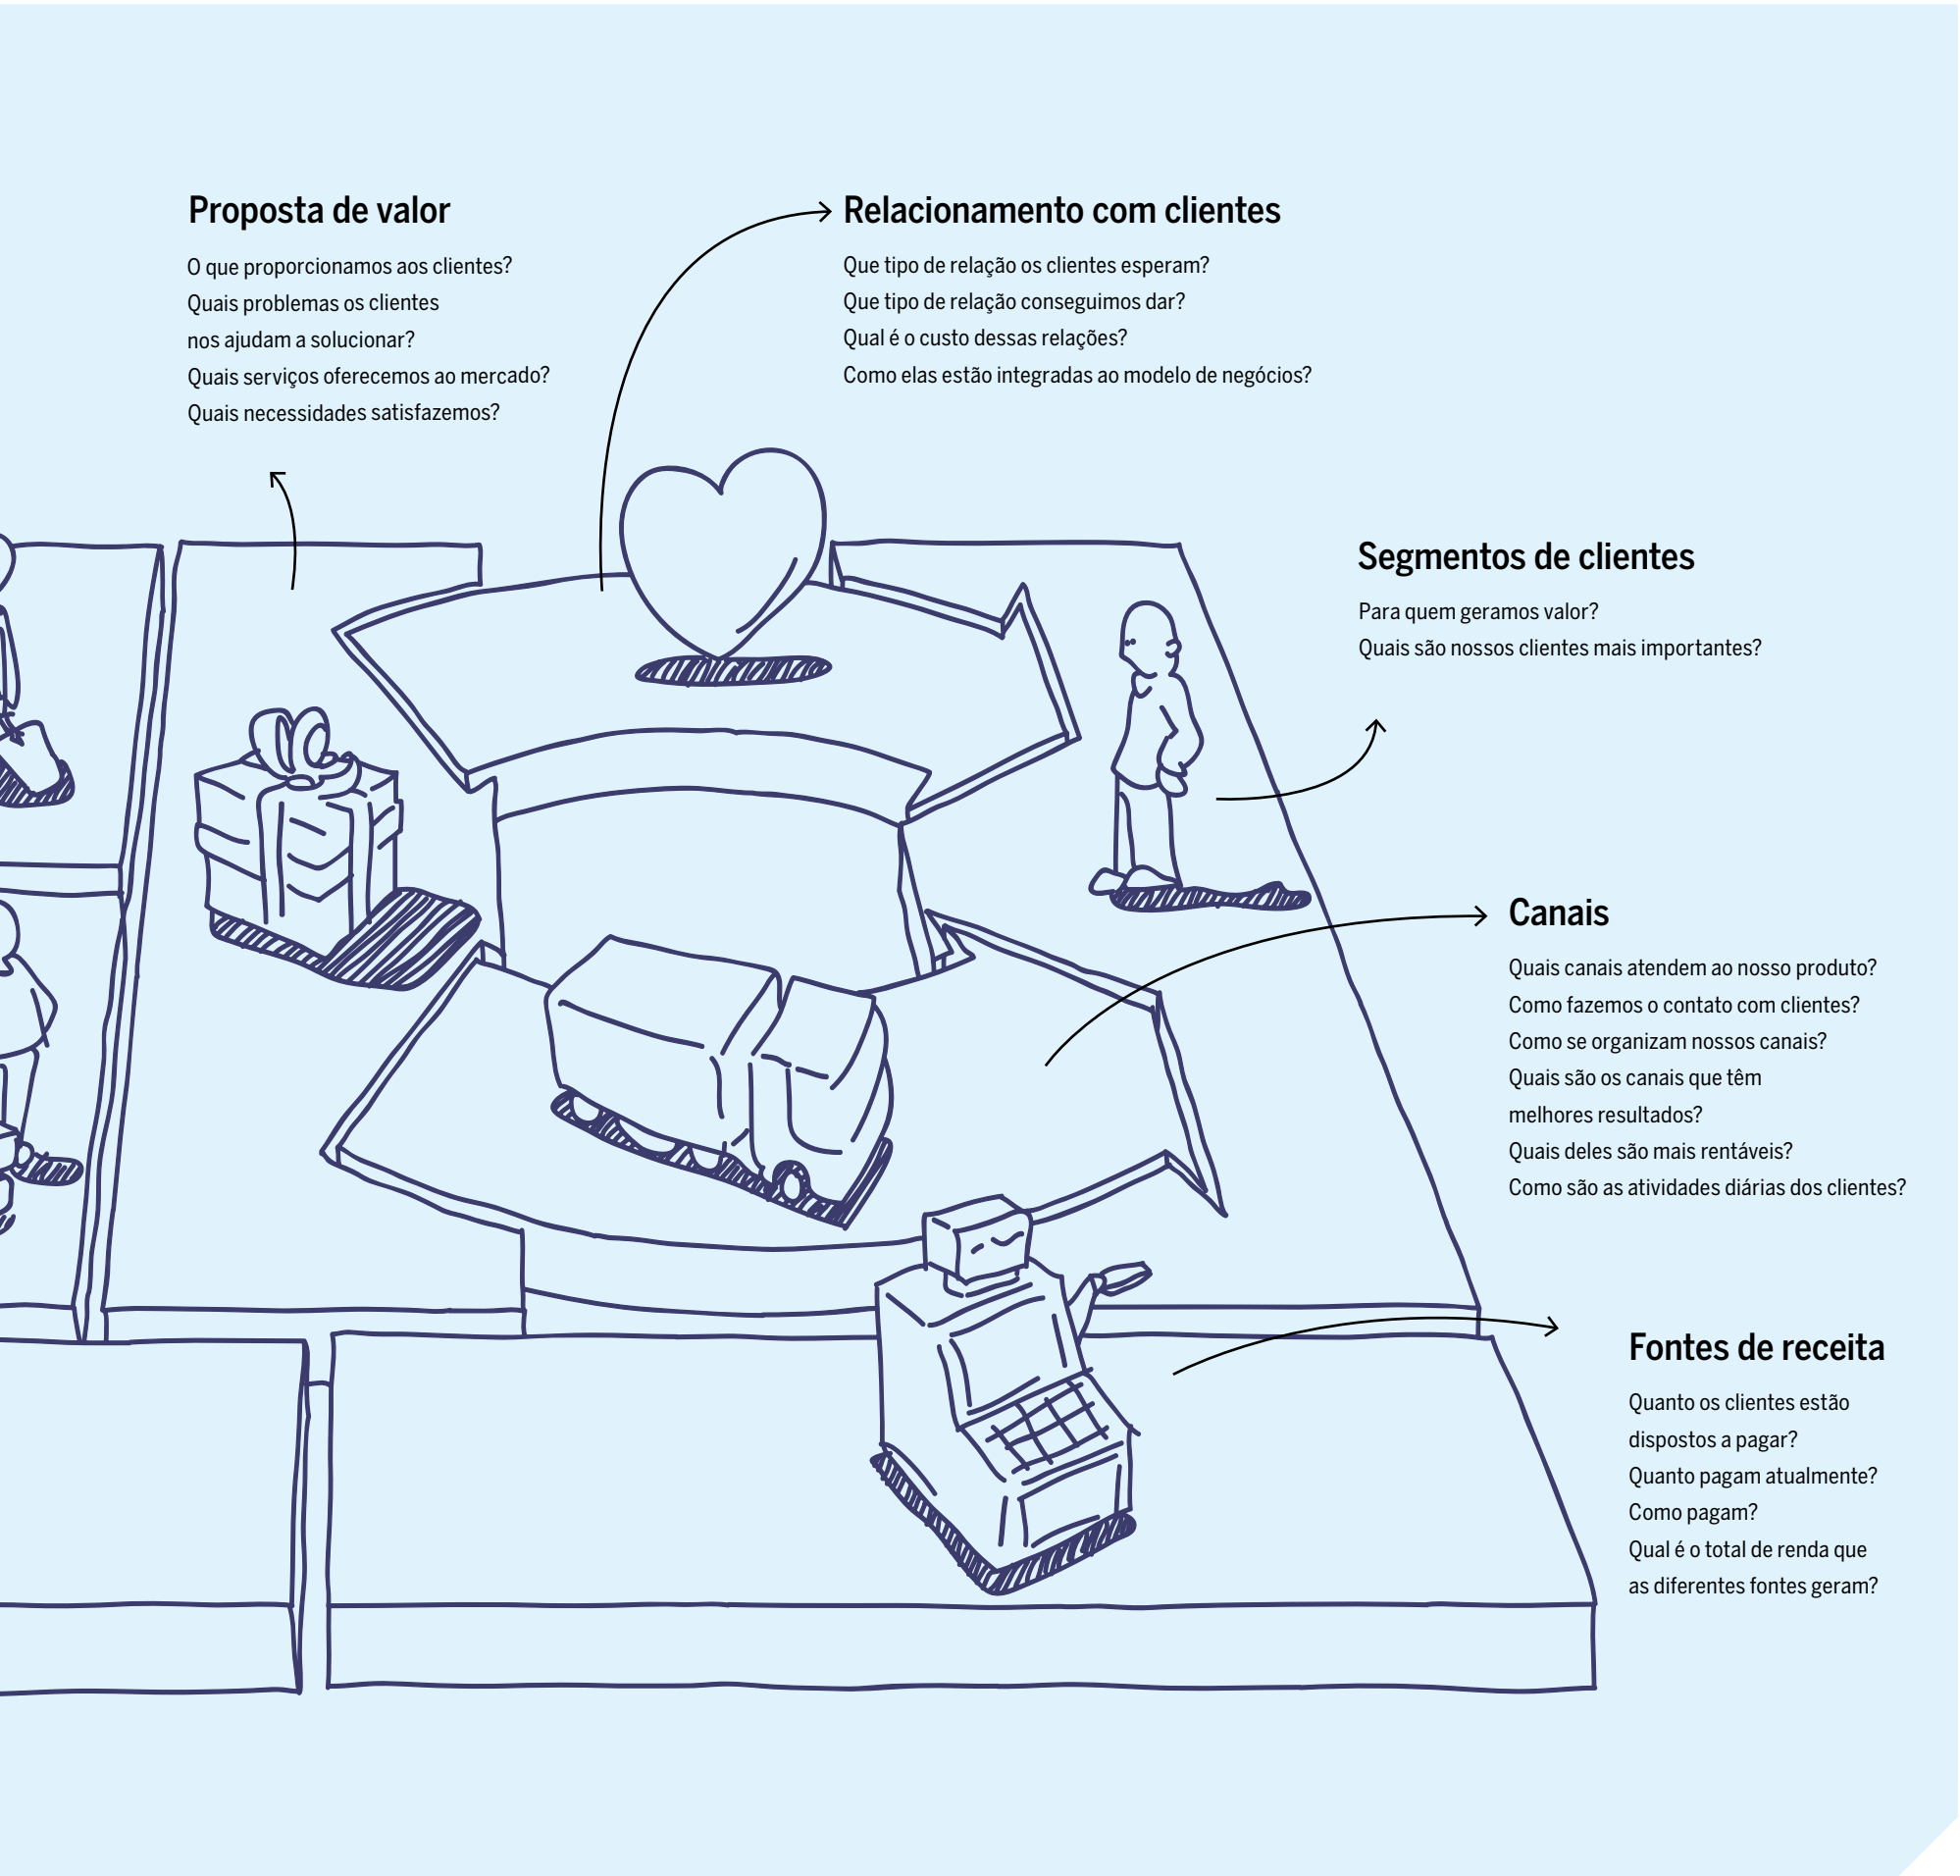 Proposta de valor
O que proporcionamos aos clientes?
Quais problemas os clientes
nos ajudam a solucionar?
Quais serviços oferecemos ao mercado?
Quais necessidades satisfazemos?
Relacionamento com clientes
Que tipo de relação os clientes esperam?
Que tipo de relação conseguimos dar?
Qual é o custo dessas relações?
Como elas estão integradas ao modelo de negócios?
Segmentos de clientes
Para quem geramos valor?
Quais são nossos clientes mais importantes?
Canais
Quais canais atendem ao nosso produto?
Como fazemos o contato com clientes?
Como se organizam nossos canais?
Quais são os canais que têm
melhores resultados?
Quais deles são mais rentáveis?
Como são as atividades diárias dos clientes?
Fontes de receita
Quanto os clientes estão
dispostos a pagar?
Quanto pagam atualmente?
Como pagam?
Qual é o total de renda que
as diferentes fontes geram?